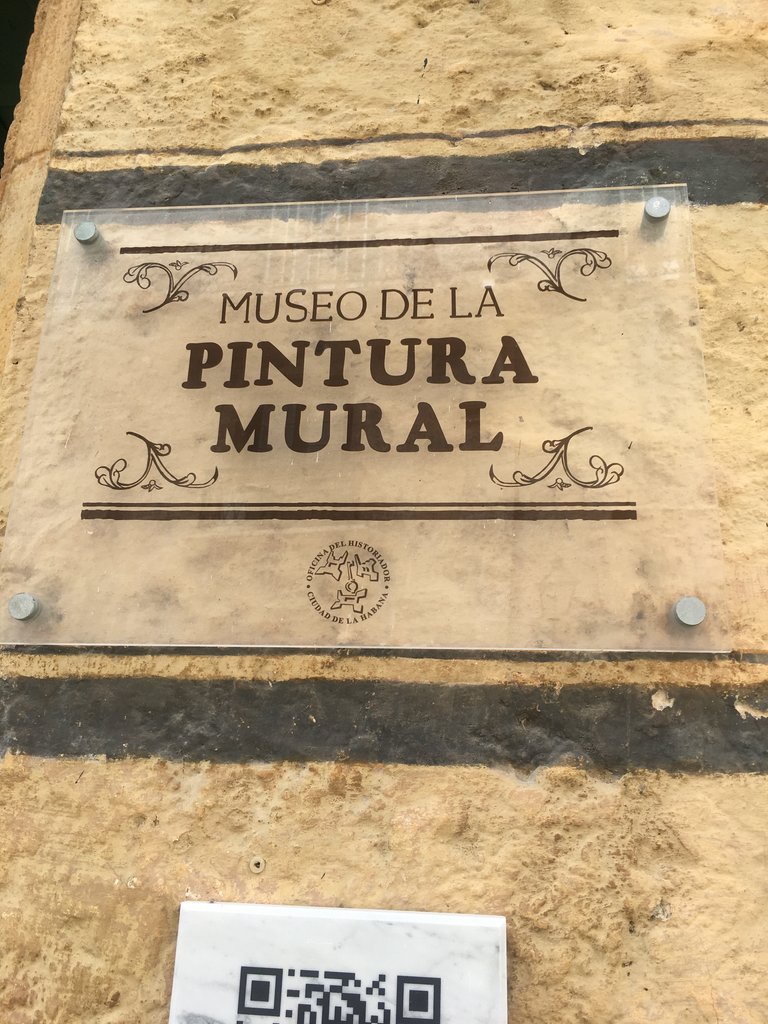 MUSEO DE LA
PINTURA
MURAL
OFICINA DEL HISTORIADOR
CIUDAD DE LA HABANA